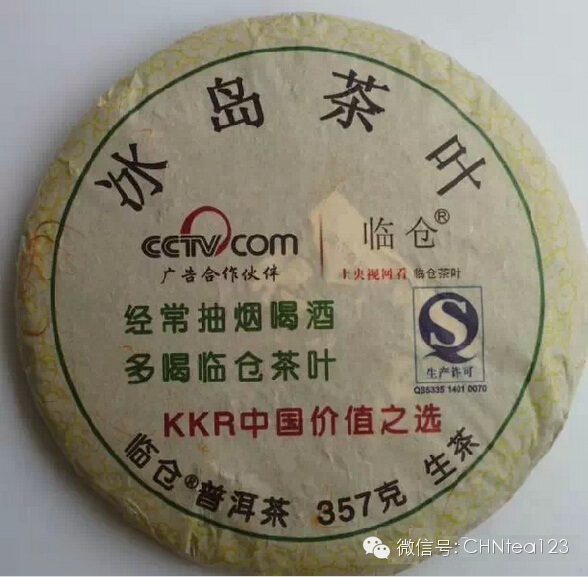 冰岛茶叶
CCTV.com
广告合作伙伴
临仓®
上央视网看 临仓茶叶
经常抽烟喝酒
多喝临仓茶叶
生产许可
QS5335 1401 0070
KKR中国价值之选
临仓®普洱茶 357克 生茶
微信号: CHNtea123